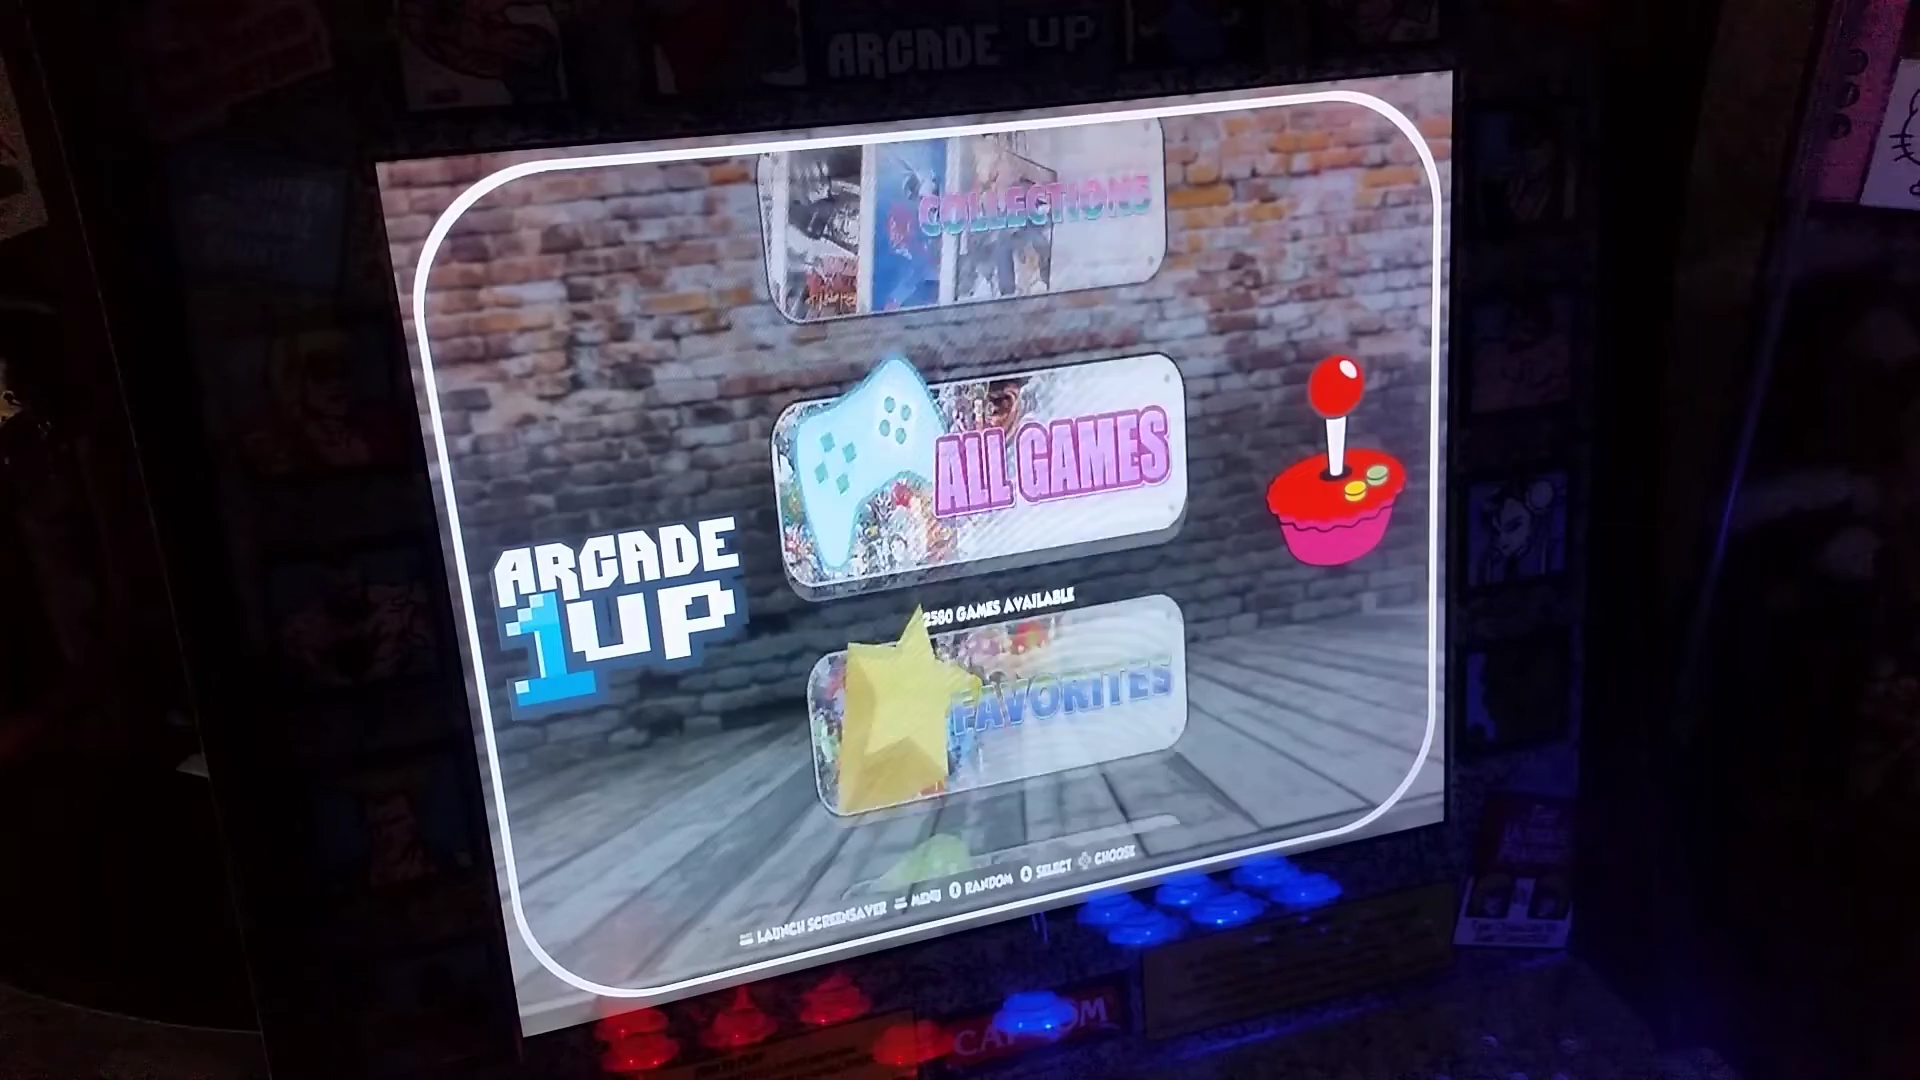 ARCADE UP
COLLECTIONS
ALL GAMES
2580 GAMES AVAILABLE
ARCADE
1UP
FAVORITES
LAUNCH SCREENSAVER MENU RANDOM SELECT CHOOSE
CAPCOM